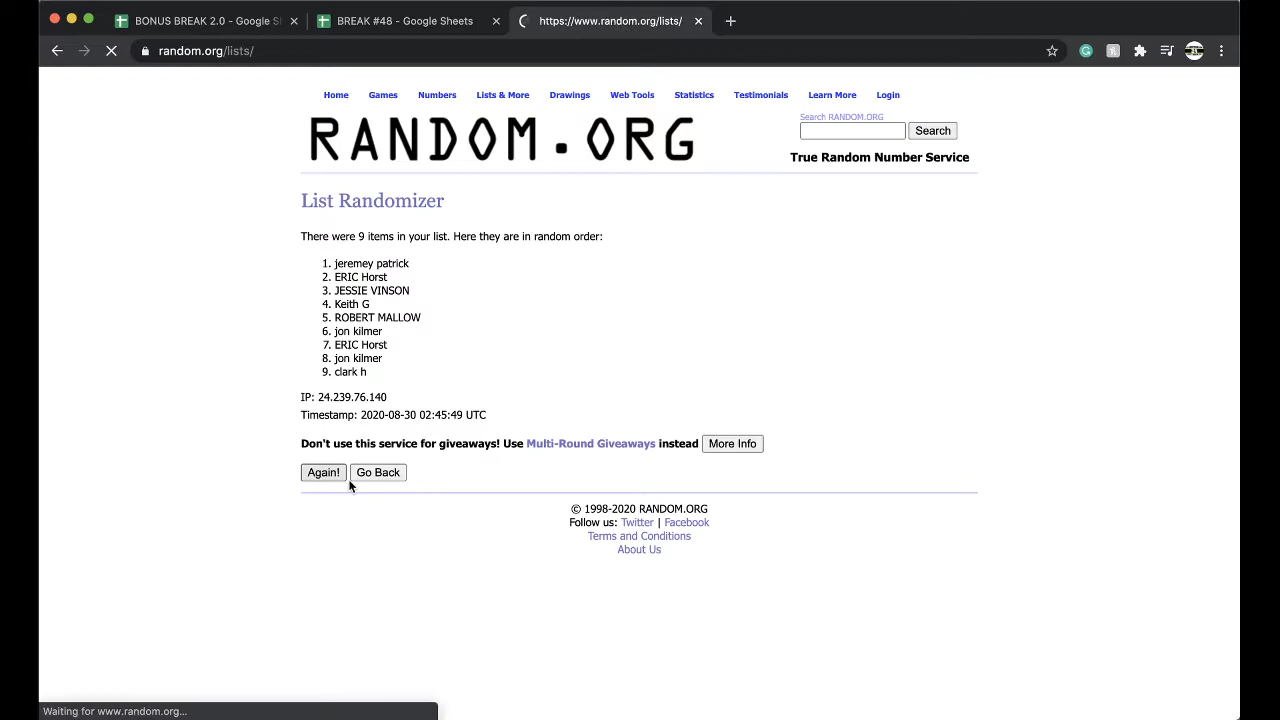 BONUS BREAK 2.0 - Google S
BREAK #48 - Google Sheets
https://www.random.org/lists/
random.org/lists/
Home Games Numbers Lists & More Drawings Web Tools Statistics Testimonials Learn More Login
RANDOM.ORG
Search RANDOM.ORG
Search
True Random Number Service
List Randomizer
There were 9 items in your list. Here they are in random order:
1. jeremey patrick
2. ERIC Horst
3. JESSIE VINSON
4. Keith G
5. ROBERT MALLOW
6. jon kilmer
7. ERIC Horst
8. jon kilmer
9. clark h
IP: 24.239.76.140
Timestamp: 2020-08-30 02:45:49 UTC
Don't use this service for giveaways! Use Multi-Round Giveaways instead More Info
Again! Go Back
© 1998-2020 RANDOM.ORG
Follow us: Twitter | Facebook
Terms and Conditions
About Us
Waiting for www.random.org...